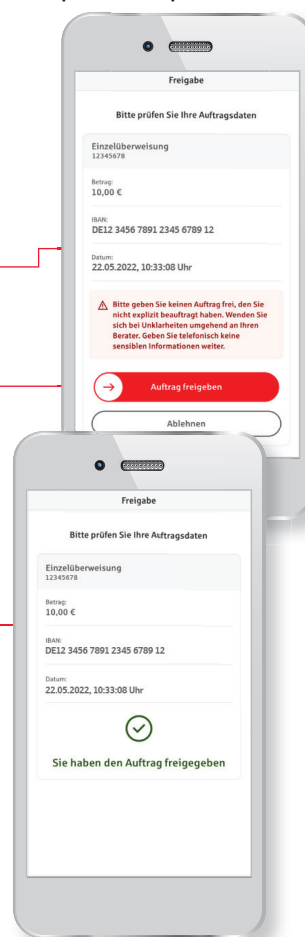 Freigabe
Bitte prüfen Sie Ihre Auftragsdaten
Einzelüberweisung
12345678
Betrag:
10,00 €
IBAN:
DE12 3456 7891 2345 6789 12
Datum:
22.05.2022, 10:33:08 Uhr
Bitte geben Sie keinen Auftrag frei, den Sie
nicht explizit beauftragt haben. Wenden Sie
sich bei Unklarheiten umgehend an Ihren
Berater. Geben Sie telefonisch keine
sensiblen Informationen weiter.
Auftrag freigeben
Ablehnen
Freigabe
Bitte prüfen Sie Ihre Auftragsdaten
Einzelüberweisung
12345678
Betrag:
10,00 €
IBAN:
DE12 3456 7891 2345 6789 12
Datum:
22.05.2022, 10:33:08 Uhr
Sie haben den Auftrag freigegeben